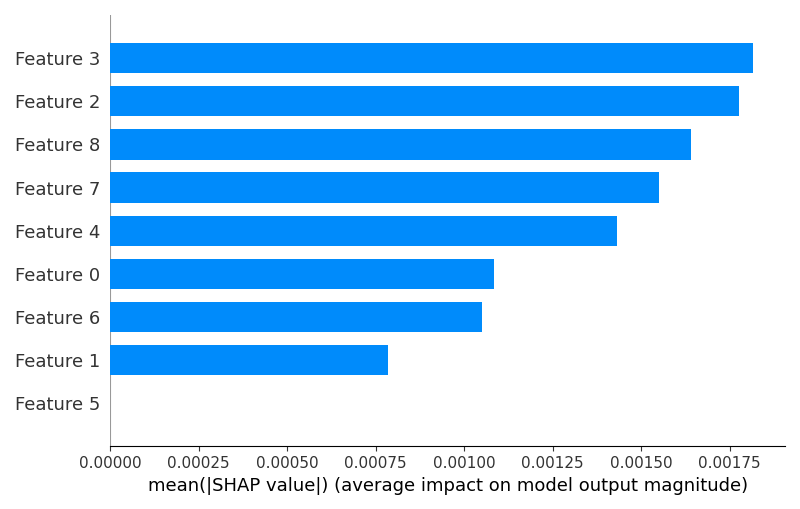 Feature 3
Feature 2
Feature 8
Feature 7
Feature 4
Feature 0
Feature 6
Feature 1
Feature 5
0.00000 0.00025 0.00050 0.00075 0.00100 0.00125 0.00150 0.00175
mean(|SHAP value|) (average impact on model output magnitude)